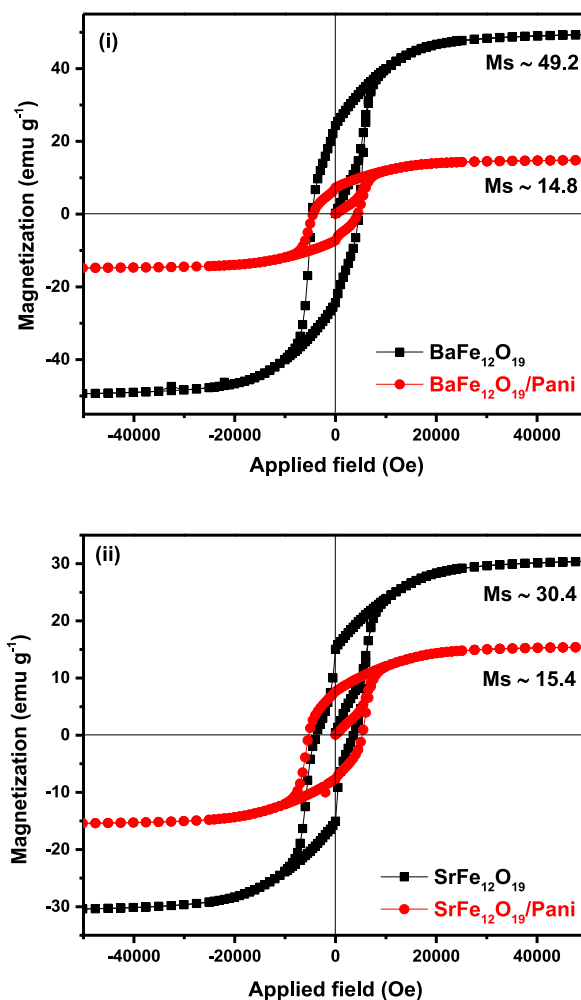 (i)
Ms ~ 49.2
Ms ~ 14.8
40
20
0
-20
-40
Magnetization (emu g⁻¹)
BaFe₁₂O₁₉
BaFe₁₂O₁₉/Pani
-40000 -20000 0 20000 40000
Applied field (Oe)
(ii)
Ms ~ 30.4
Ms ~ 15.4
30
20
10
0
-10
-20
-30
Magnetization (emu g⁻¹)
SrFe₁₂O₁₉
SrFe₁₂O₁₉/Pani
-40000 -20000 0 20000 40000
Applied field (Oe)